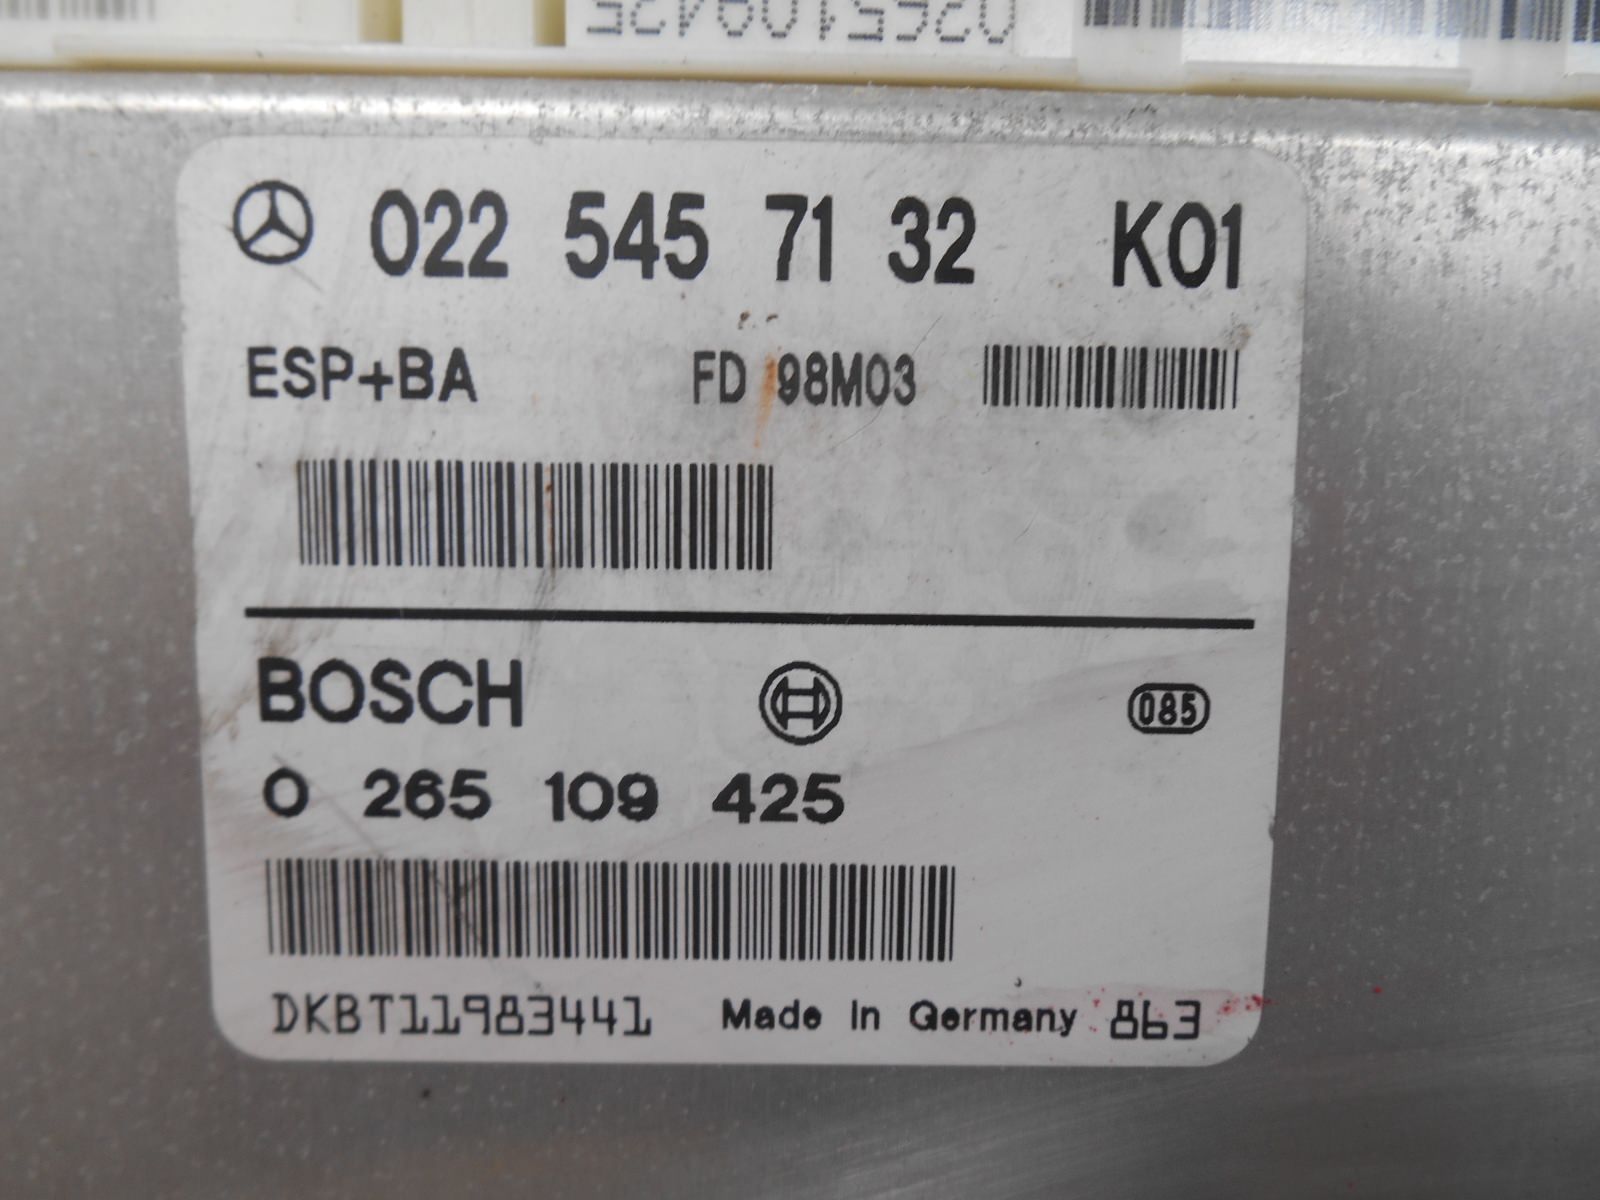 022 545 71 32 K01
ESP+BA FD 98M03
BOSCH 085
0 265 109 425
DKBT11983441 Made in Germany 863